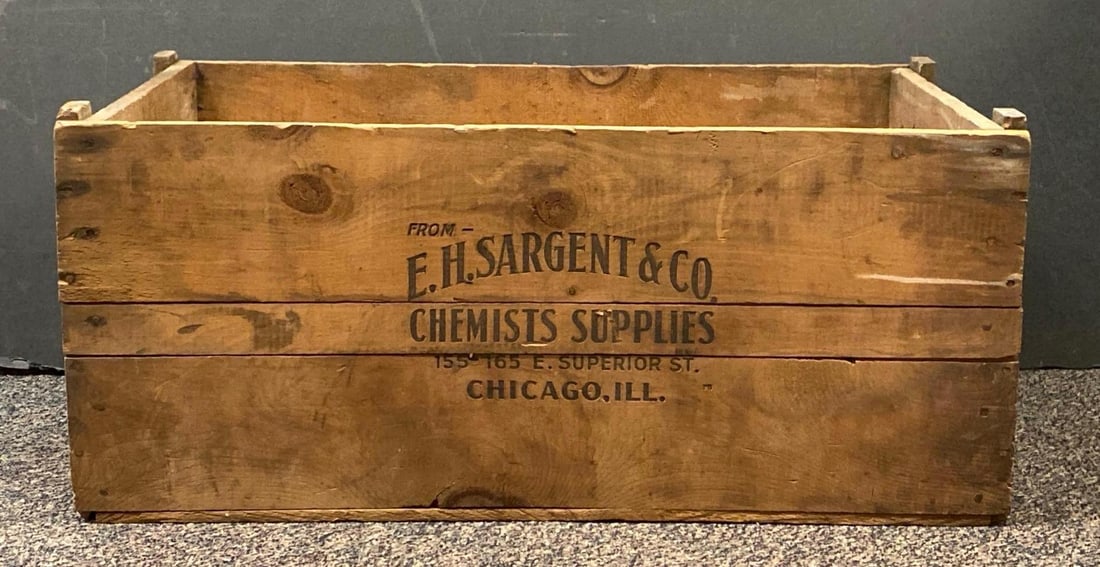 FROM -
E. H. SARGENT & CO.
CHEMISTS SUPPLIES
155-165 E. SUPERIOR ST.
CHICAGO, ILL.